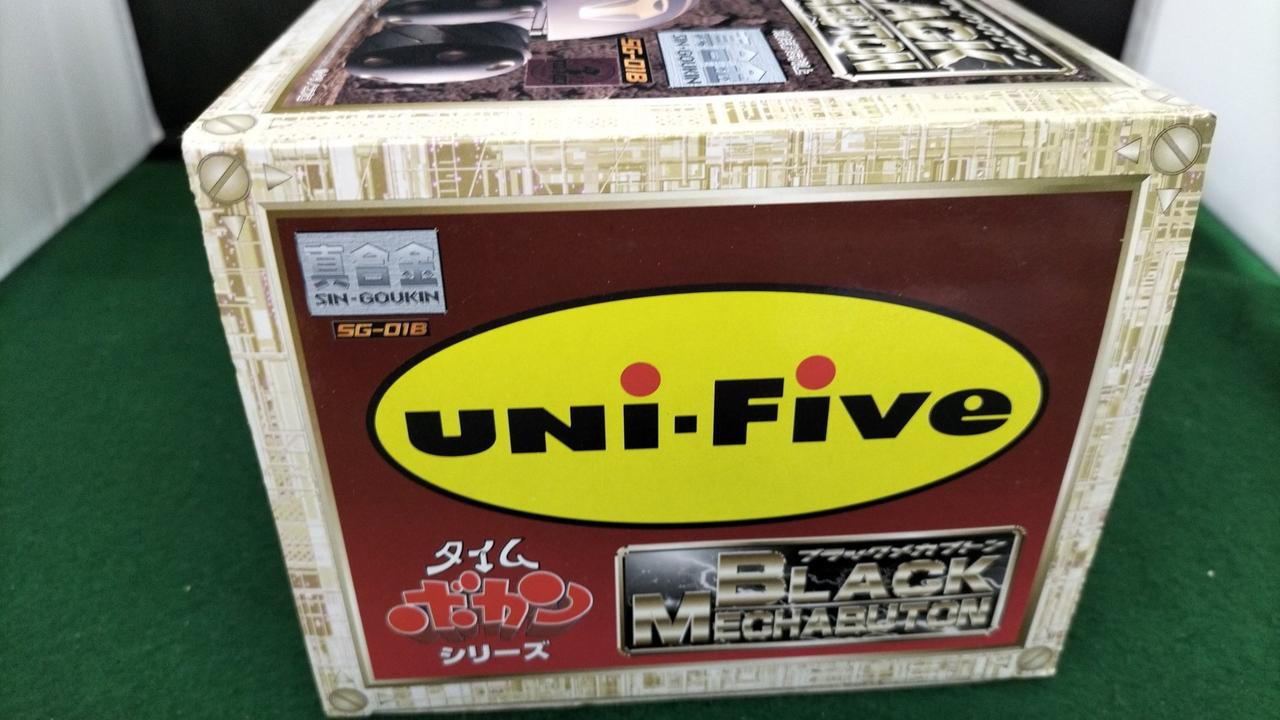 SG-01B
SIN-GOUKIN
真合金
SIN-GOUKIN
SG-01B
UNi·Five
タイム
ボカン
シリーズ
ブラックメカブトン
BLACK
MECHABUTON